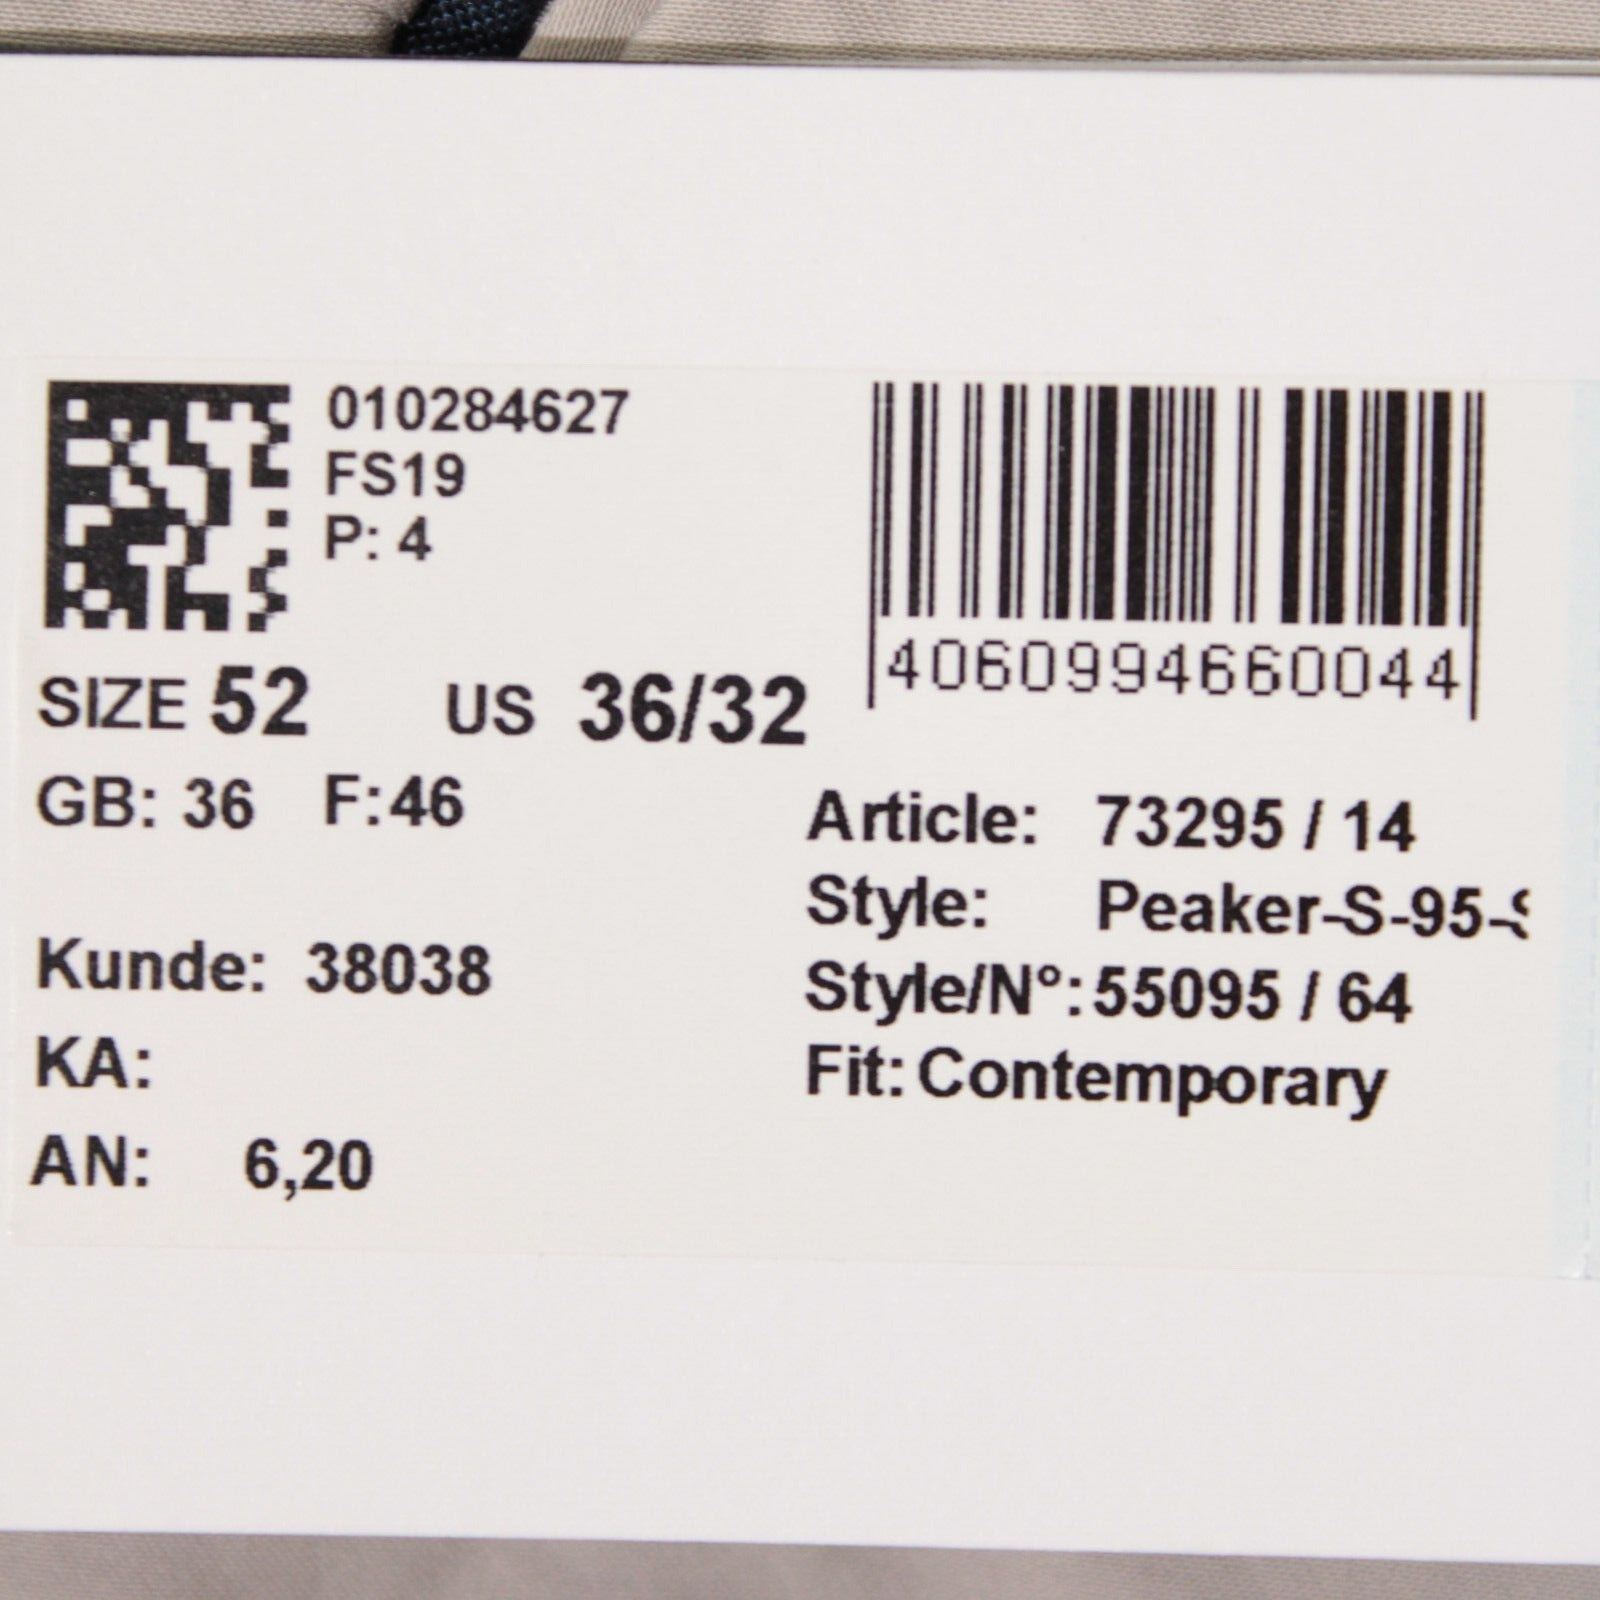 010284627
FS19
P: 4
4060994660044
SIZE 52 US 36/32
GB: 36 F: 46
Kunde: 38038
KA:
AN: 6,20
Article: 73295 / 14
Style: Peaker-S-95-S
Style/N°: 55095 / 64
Fit: Contemporary